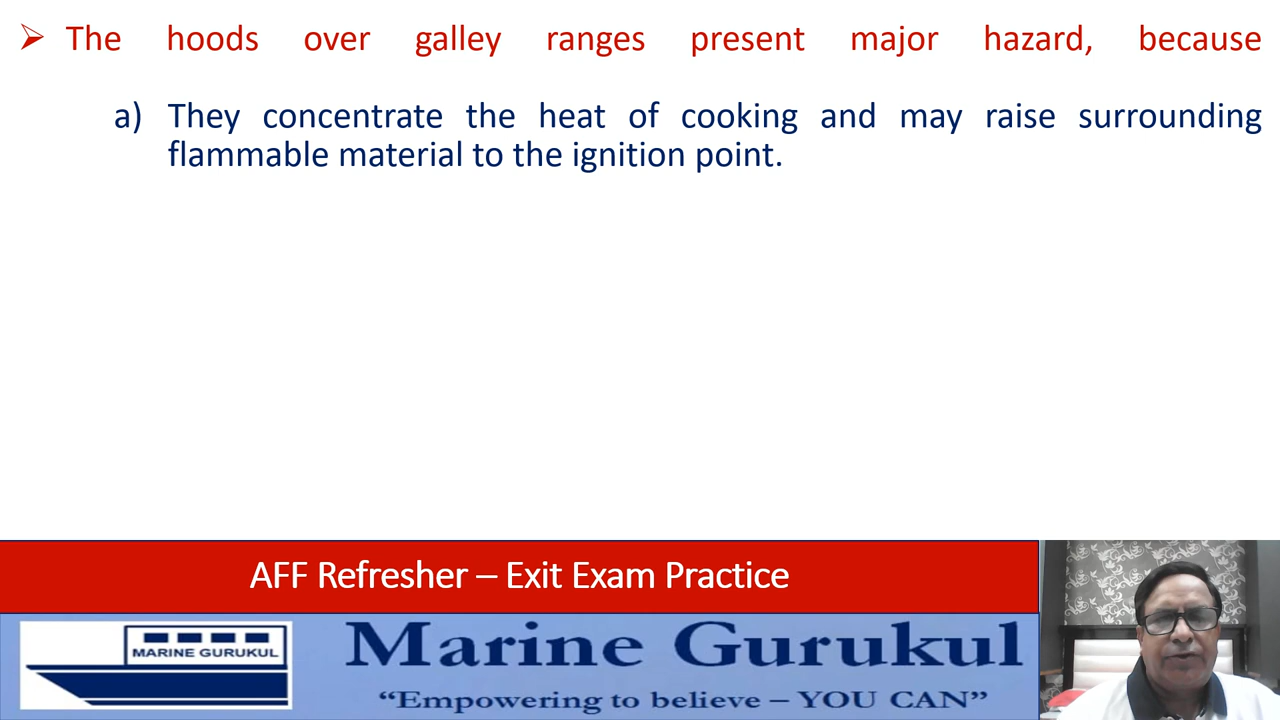 ➢ The hoods over galley ranges present major hazard, because
a) They concentrate the heat of cooking and may raise surrounding
flammable material to the ignition point.
AFF Refresher – Exit Exam Practice
MARINE GURUKUL
Marine Gurukul
“Empowering to believe – YOU CAN”